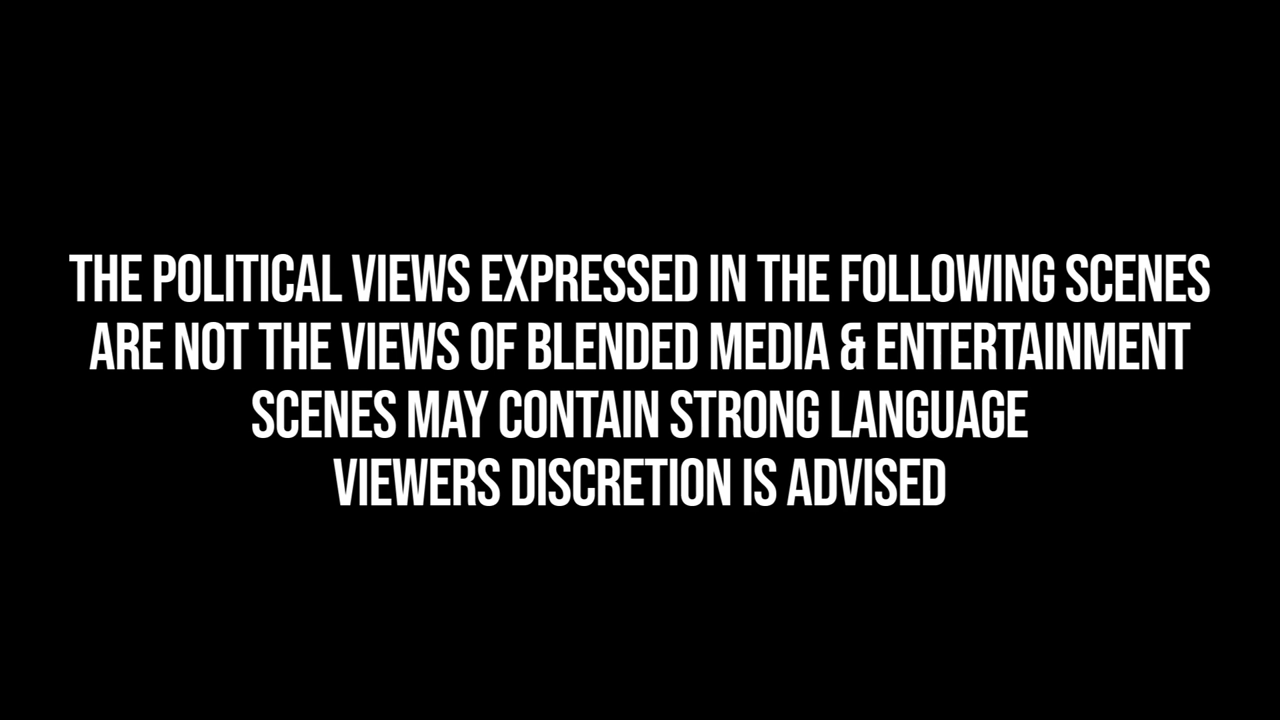 THE POLITICAL VIEWS EXPRESSED IN THE FOLLOWING SCENES
ARE NOT THE VIEWS OF BLENDED MEDIA & ENTERTAINMENT
SCENES MAY CONTAIN STRONG LANGUAGE
VIEWERS DISCRETION IS ADVISED